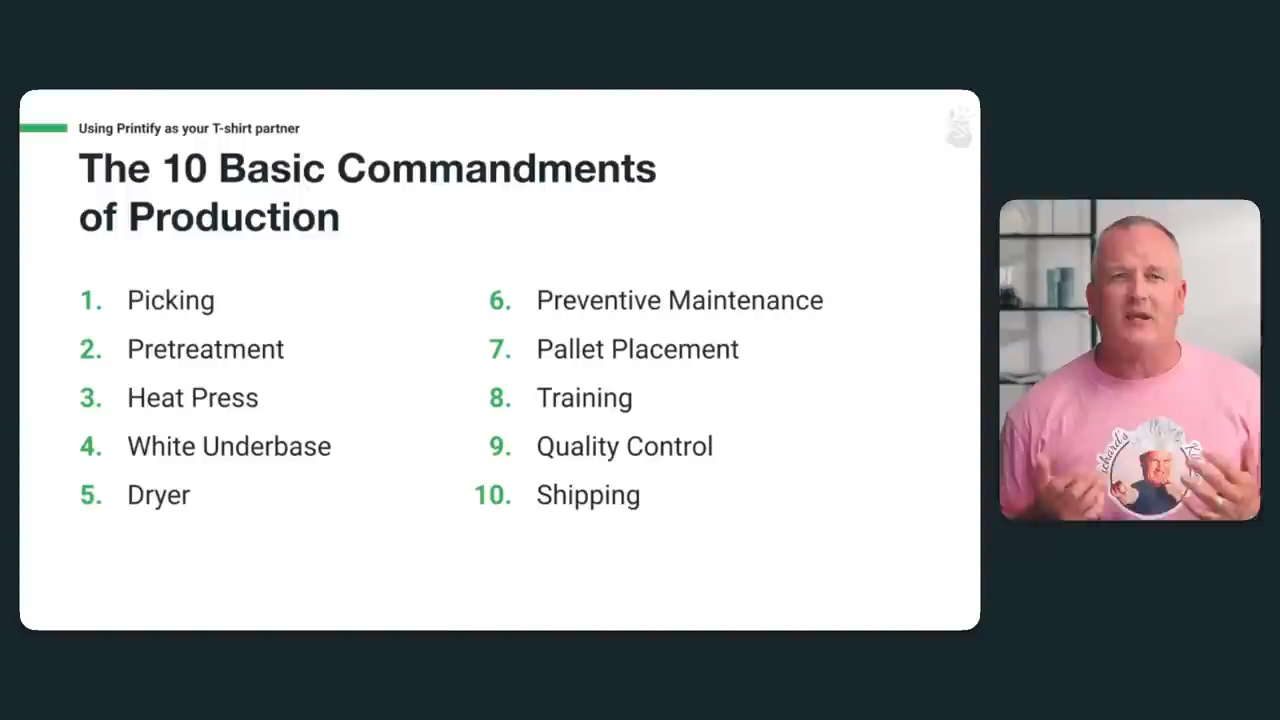 Using Printify as your T-shirt partner
The 10 Basic Commandments
of Production
1. Picking
2. Pretreatment
3. Heat Press
4. White Underbase
5. Dryer
6. Preventive Maintenance
7. Pallet Placement
8. Training
9. Quality Control
10. Shipping